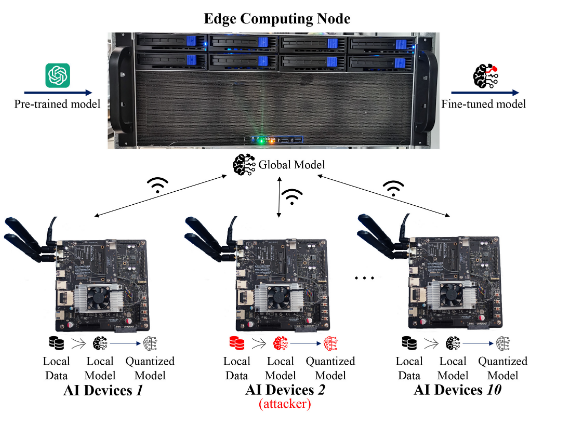 Edge Computing Node
Pre-trained model
Fine-tuned model
Global Model
...
Local Data
Local Model
Quantized Model
AI Devices 1
Local Data
Local Model
Quantized Model
AI Devices 2
(attacker)
Local Data
Local Model
Quantized Model
AI Devices 10